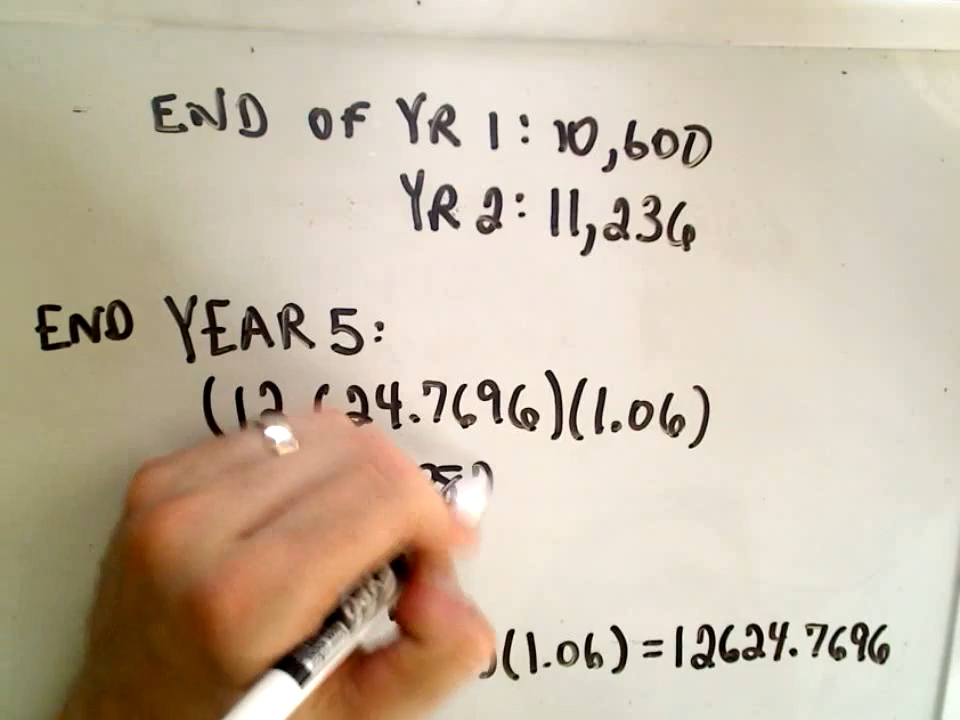 END OF YR 1: 10,600
YR 2: 11,236
END YEAR 5:
24.7696)(1.06)
)(1.06) = 12624.7696